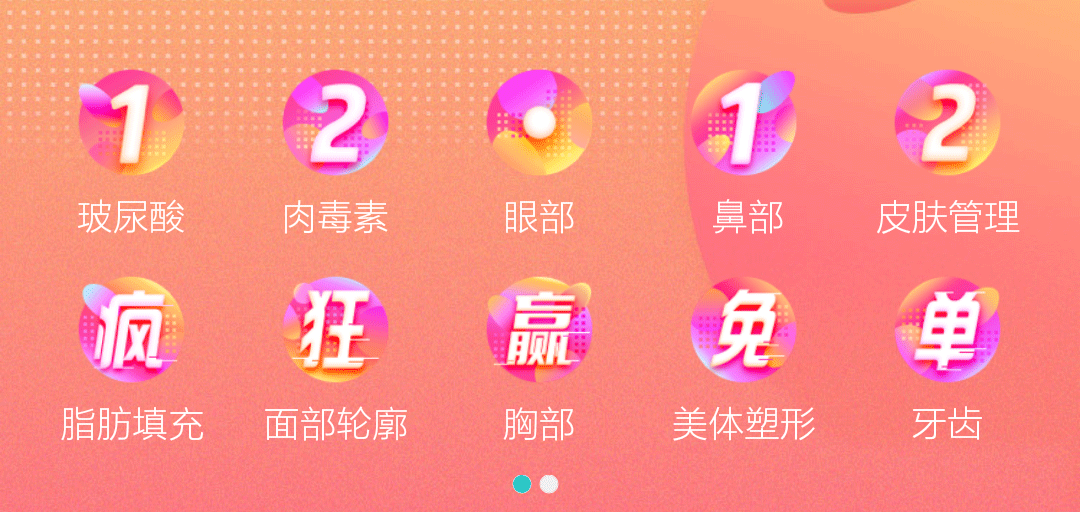 1 2 • 1 2
玻尿酸 肉毒素 眼部 鼻部 皮肤管理
疯 狂 赢 免 单
脂肪填充 面部轮廓 胸部 美体塑形 牙齿